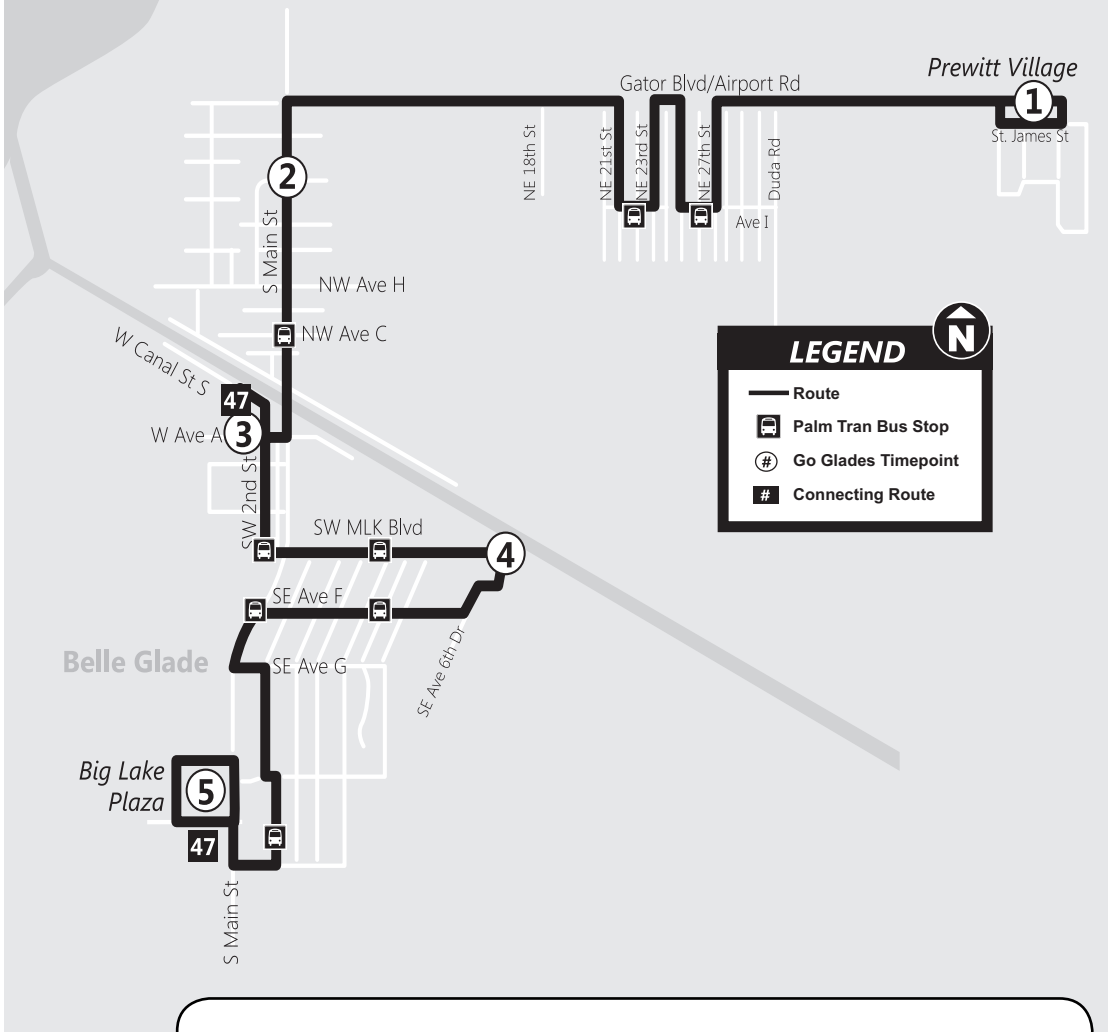 Prewitt Village
Gator Blvd/Airport Rd
1
St. James St
NE 18th St
NE 21st St
NE 23rd St
NE 27th St
Duda Rd
Ave I
2
S Main St
NW Ave H
NW Ave C
W Canal St S
47
W Ave A
3
SW 2nd St
SW MLK Blvd
4
SE Ave F
SE Ave 6th Dr
Belle Glade
SE Ave G
Big Lake
Plaza
5
47
S Main St
N
LEGEND
Route
Palm Tran Bus Stop
# Go Glades Timepoint
# Connecting Route